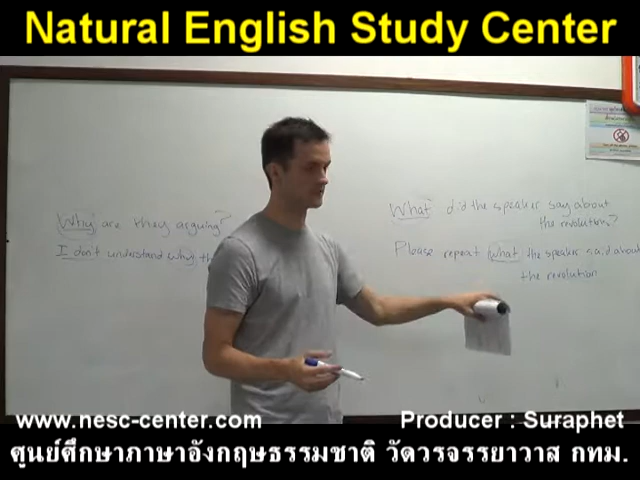 Natural English Study Center
Why are they arguing?
I don't understand why th
What did the speaker say about
the revolution?
Please repeat what the speaker said about
the revolution
www.nesc-center.com
Producer : Suraphet
ศูนย์ศึกษาภาษาอังกฤษธรรมชาติ วัดวรจรรยาวาส กทม.